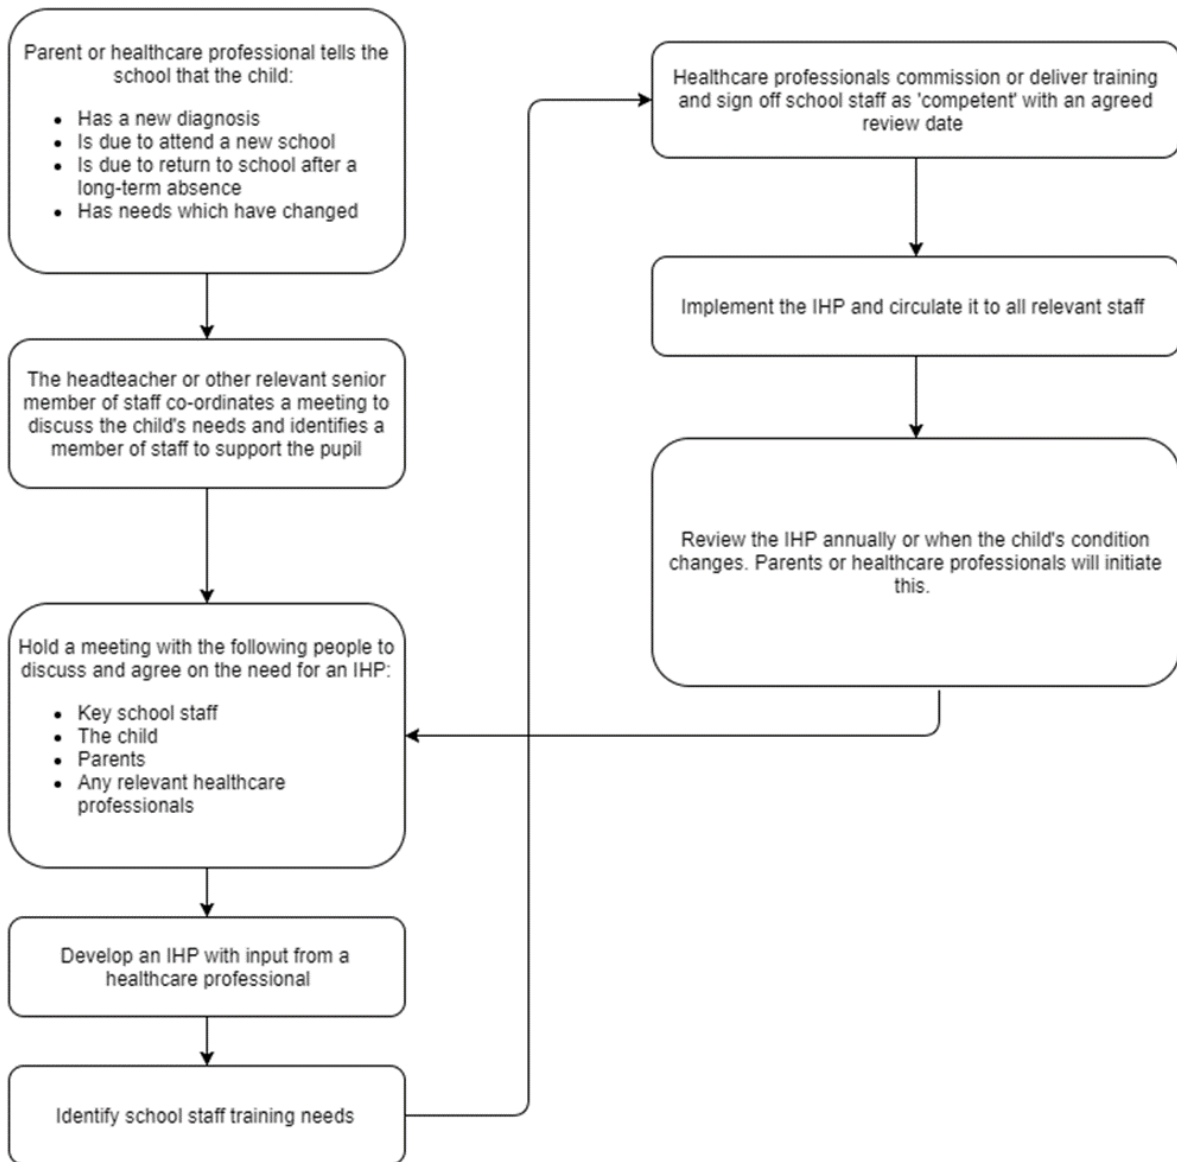 Parent or healthcare professional tells the
school that the child:
• Has a new diagnosis
• Is due to attend a new school
• Is due to return to school after a
long-term absence
• Has needs which have changed
The headteacher or other relevant senior
member of staff co-ordinates a meeting to
discuss the child's needs and identifies a
member of staff to support the pupil
Hold a meeting with the following people to
discuss and agree on the need for an IHP:
• Key school staff
• The child
• Parents
• Any relevant healthcare
professionals
Develop an IHP with input from a
healthcare professional
Identify school staff training needs
Healthcare professionals commission or deliver training
and sign off school staff as 'competent' with an agreed
review date
Implement the IHP and circulate it to all relevant staff
Review the IHP annually or when the child's condition
changes. Parents or healthcare professionals will initiate
this.